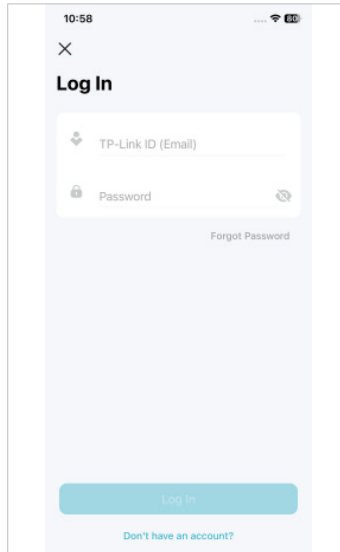 10:58
80
Log In
TP-Link ID (Email)
Password
Forgot Password
Log In
Don't have an account?